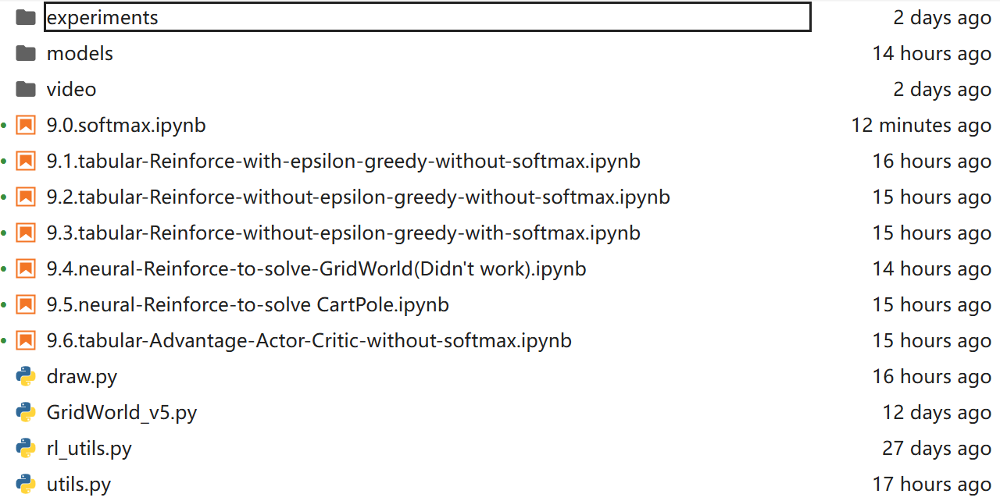 experiments 2 days ago
models 14 hours ago
video 2 days ago
9.0.softmax.ipynb 12 minutes ago
9.1.tabular-Reinforce-with-epsilon-greedy-without-softmax.ipynb 16 hours ago
9.2.tabular-Reinforce-without-epsilon-greedy-without-softmax.ipynb 15 hours ago
9.3.tabular-Reinforce-without-epsilon-greedy-with-softmax.ipynb 15 hours ago
9.4.neural-Reinforce-to-solve-GridWorld(Didn't work).ipynb 14 hours ago
9.5.neural-Reinforce-to-solve CartPole.ipynb 15 hours ago
9.6.tabular-Advantage-Actor-Critic-without-softmax.ipynb 15 hours ago
draw.py 16 hours ago
GridWorld_v5.py 12 days ago
rl_utils.py 27 days ago
utils.py 17 hours ago